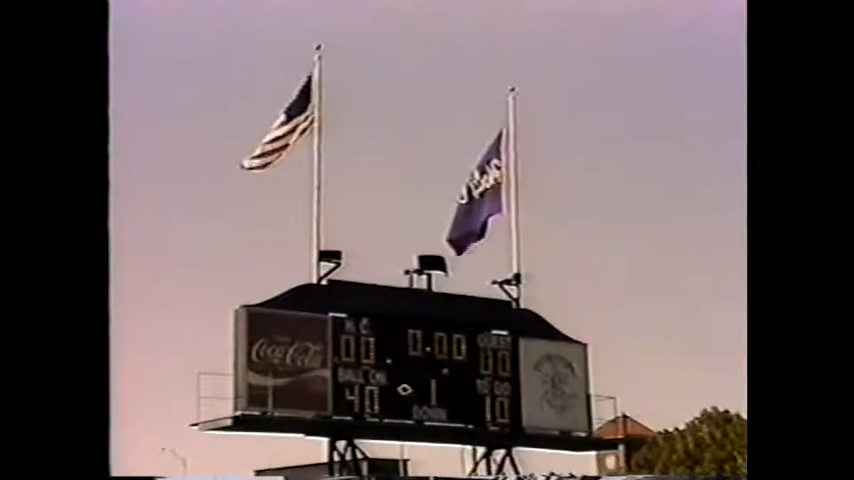 Coca-Cola
H.C.
0:00
GUEST
00
00
BALL ON
DOWN
TO GO
40
1
10